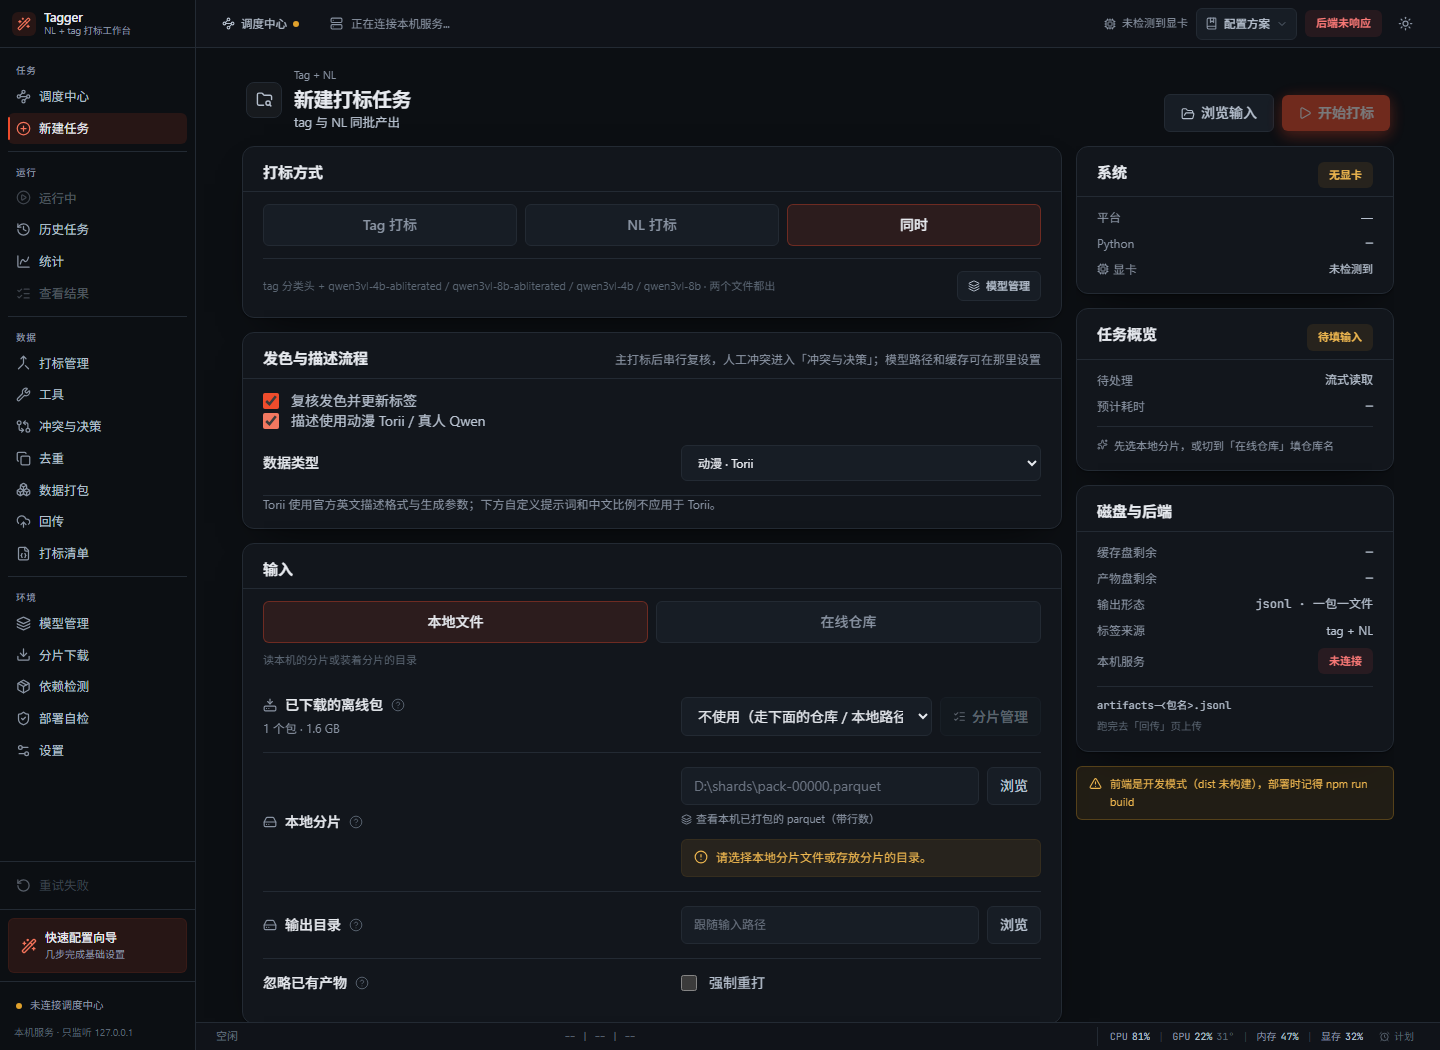 Tagger
NL + tag 打标工作台
任务
调度中心
新建任务
运行
运行中
历史任务
统计
查看结果
数据
打标管理
工具
冲突与决策
去重
数据打包
回传
打标清单
环境
模型管理
分片下载
依赖检测
部署自检
设置
重试失败
快速配置向导
几步完成基础设置
未连接调度中心
本机服务 · 只监听 127.0.0.1
调度中心
正在连接本机服务...
未检测到显卡
配置方案
后端未响应
Tag + NL
新建打标任务
tag 与 NL 同批产出
浏览输入
开始打标
打标方式
Tag 打标
NL 打标
同时
tag 分类头 + qwen3vl-4b-abliterated / qwen3vl-8b-abliterated / qwen3vl-4b / qwen3vl-8b · 两个文件都出
模型管理
发色与描述流程
主打标后串行复核，人工冲突进入「冲突与决策」；模型路径和缓存可在那里设置
复核发色并更新标签
描述使用动漫 Torii / 真人 Qwen
数据类型
动漫 · Torii
Torii 使用官方英文描述格式与生成参数；下方自定义提示词和中文比例不应用于 Torii。
输入
本地文件
在线仓库
读本机的分片或装着分片的目录
已下载的离线包
1 个包 · 1.6 GB
不使用（走下面的仓库 / 本地路径
分片管理
本地分片
D:\shards\pack-00000.parquet
浏览
查看本机已打包的 parquet（带行数）
请选择本地分片文件或存放分片的目录。
输出目录
跟随输入路径
浏览
忽略已有产物
强制重打
系统
无显卡
平台
—
Python
–
显卡
未检测到
任务概览
待填输入
待处理
流式读取
预计耗时
–
先选本地分片，或切到「在线仓库」填仓库名
磁盘与后端
缓存盘剩余
–
产物盘剩余
–
输出形态
jsonl · 一包一文件
标签来源
tag + NL
本机服务
未连接
artifacts—<包名>.jsonl
跑完去「回传」页上传
前端是开发模式（dist 未构建），部署时记得 npm run
build
空闲
-- | -- | --
CPU 81% | GPU 22% 31° | 内存 47% | 显存 32%
计划